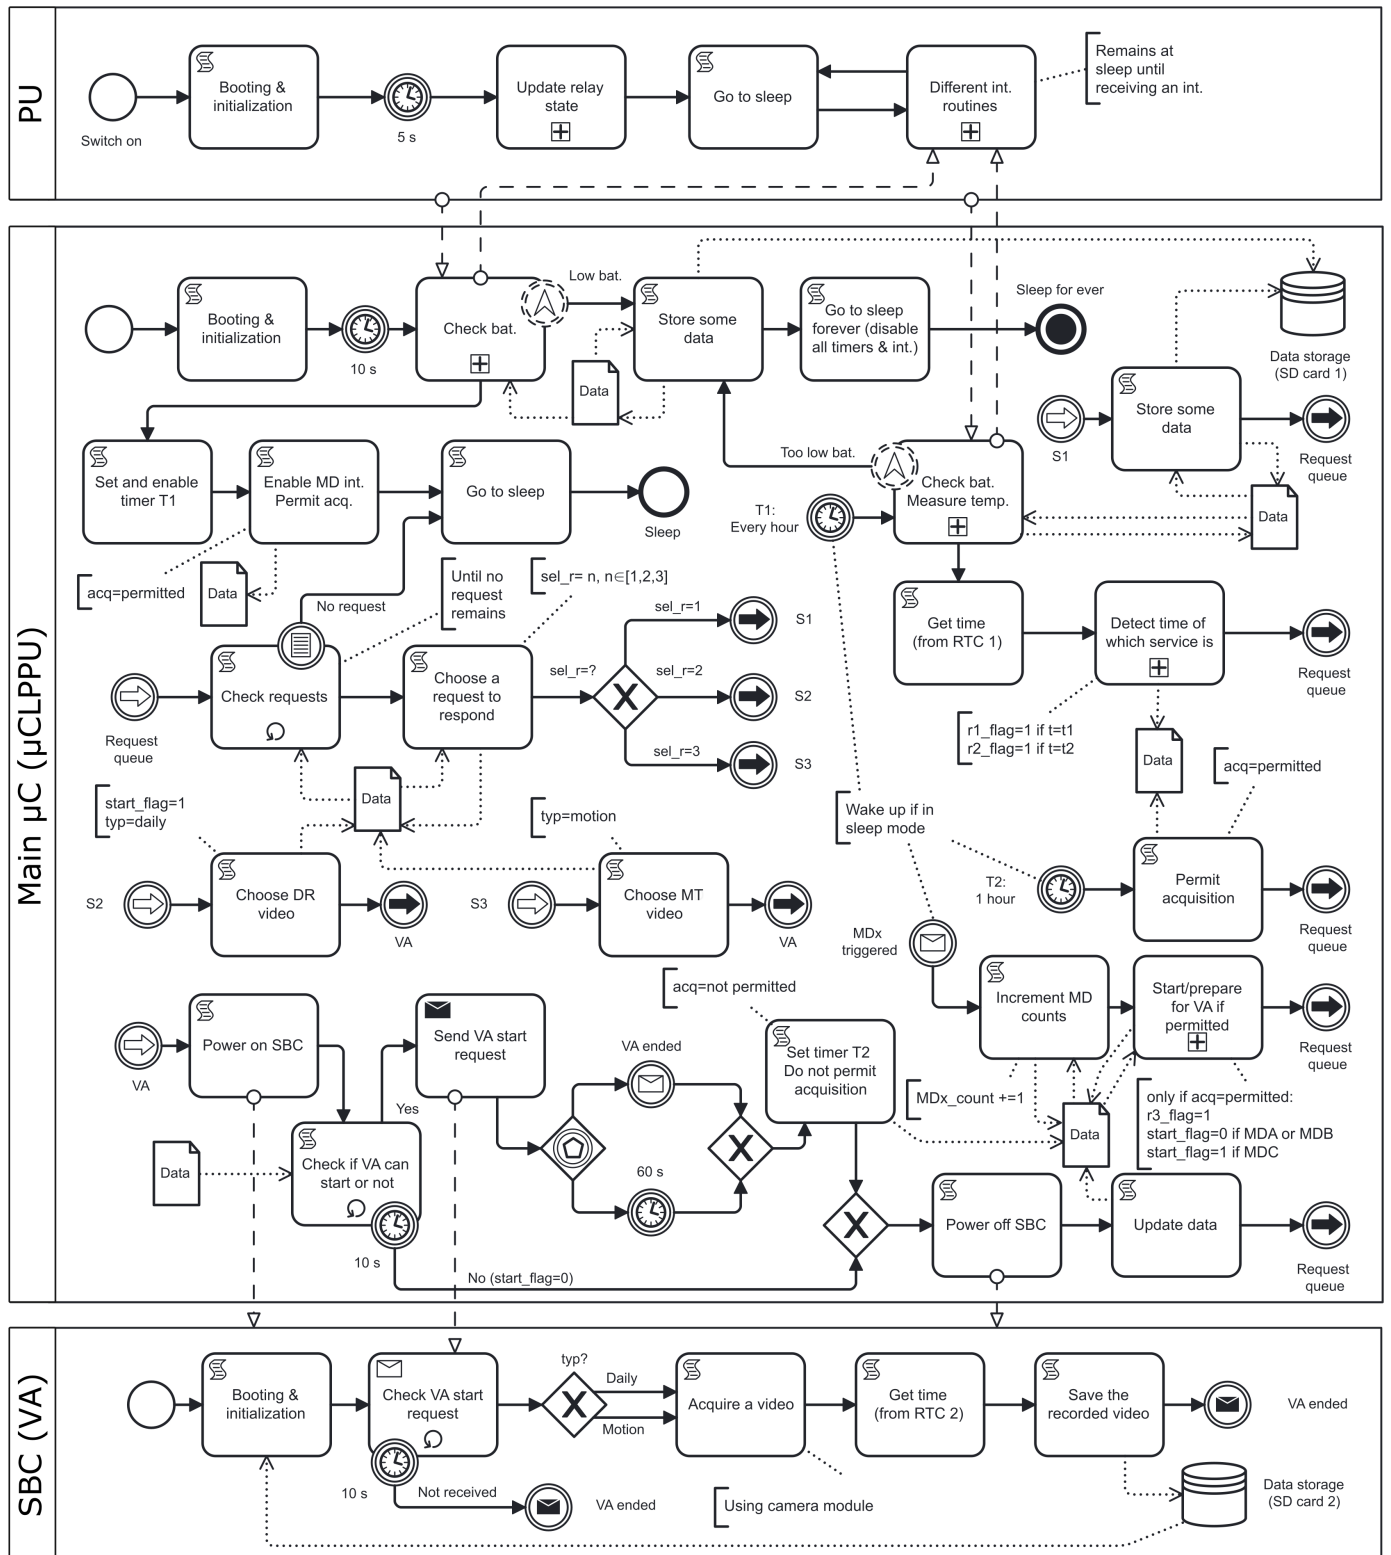 PU
Switch on
Booting &
initialization
5 s
Update relay
state
Go to sleep
Different int.
routines
Remains at
sleep until
receiving an int.
Main µC (µCLPPU)
Booting &
initialization
10 s
Check bat.
Low bat.
Store some
data
Data
Go to sleep
forever (disable
all timers & int.)
Sleep for ever
Data storage
(SD card 1)
S1
Store some
data
Request
queue
Data
Set and enable
timer T1
Enable MD int.
Permit acq.
Go to sleep
Sleep
Too low bat.
T1:
Every hour
Check bat.
Measure temp.
acq=permitted
Data
No request
Until no
request
remains
sel_r= n, n∈[1,2,3]
Request
queue
Check requests
Choose a
request to
respond
sel_r=?
sel_r=1
S1
sel_r=2
S2
sel_r=3
S3
Get time
(from RTC 1)
Detect time of
which service is
Request
queue
r1_flag=1 if t=t1
r2_flag=1 if t=t2
Data
acq=permitted
start_flag=1
typ=daily
Data
typ=motion
Wake up if in
sleep mode
S2
Choose DR
video
VA
S3
Choose MT
video
VA
T2:
1 hour
Permit
acquisition
Request
queue
MDx
triggered
Increment MD
counts
Start/prepare
for VA if
permitted
Request
queue
acq=not permitted
VA
Power on SBC
Send VA start
request
Yes
VA ended
60 s
Set timer T2
Do not permit
acquisition
MDx_count +=1
Data
only if acq=permitted:
r3_flag=1
start_flag=0 if MDA or MDB
start_flag=1 if MDC
Data
Check if VA can
start or not
10 s
No (start_flag=0)
Power off SBC
Update data
Request
queue
SBC (VA)
Booting &
initialization
Check VA start
request
10 s
Not received
VA ended
typ?
Daily
Motion
Acquire a video
Using camera module
Get time
(from RTC 2)
Save the
recorded video
VA ended
Data storage
(SD card 2)